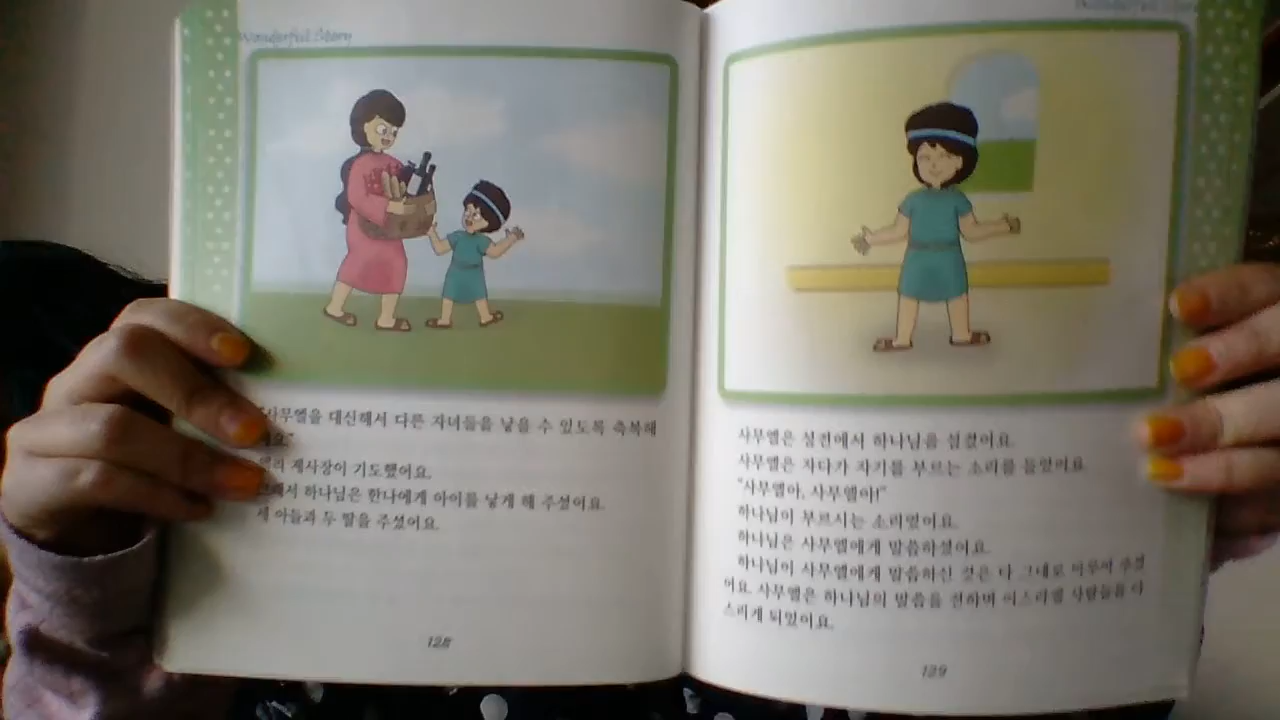 Wonderful Story
"사무엘을 대신해서 다른 자녀들을 낳을 수 있도록 축복해
제사장이 기도했어요.
하나님은 한나에게 아이를 낳게 해 주셨어요.
세 아들과 두 딸을 주셨어요.
128
Wonderful Story
사무엘은 성전에서 하나님을 섬겼어요.
사무엘은 자다가 자기를 부르는 소리를 들었어요.
"사무엘아, 사무엘아!"
하나님이 부르시는 소리였어요.
하나님은 사무엘에게 말씀하셨어요.
하나님이 사무엘에게 말씀하신 것은 다 그대로 이루어 주셨
어요. 사무엘은 하나님의 말씀을 전하며 이스라엘 사람들을 다
스리게 되었어요.
129